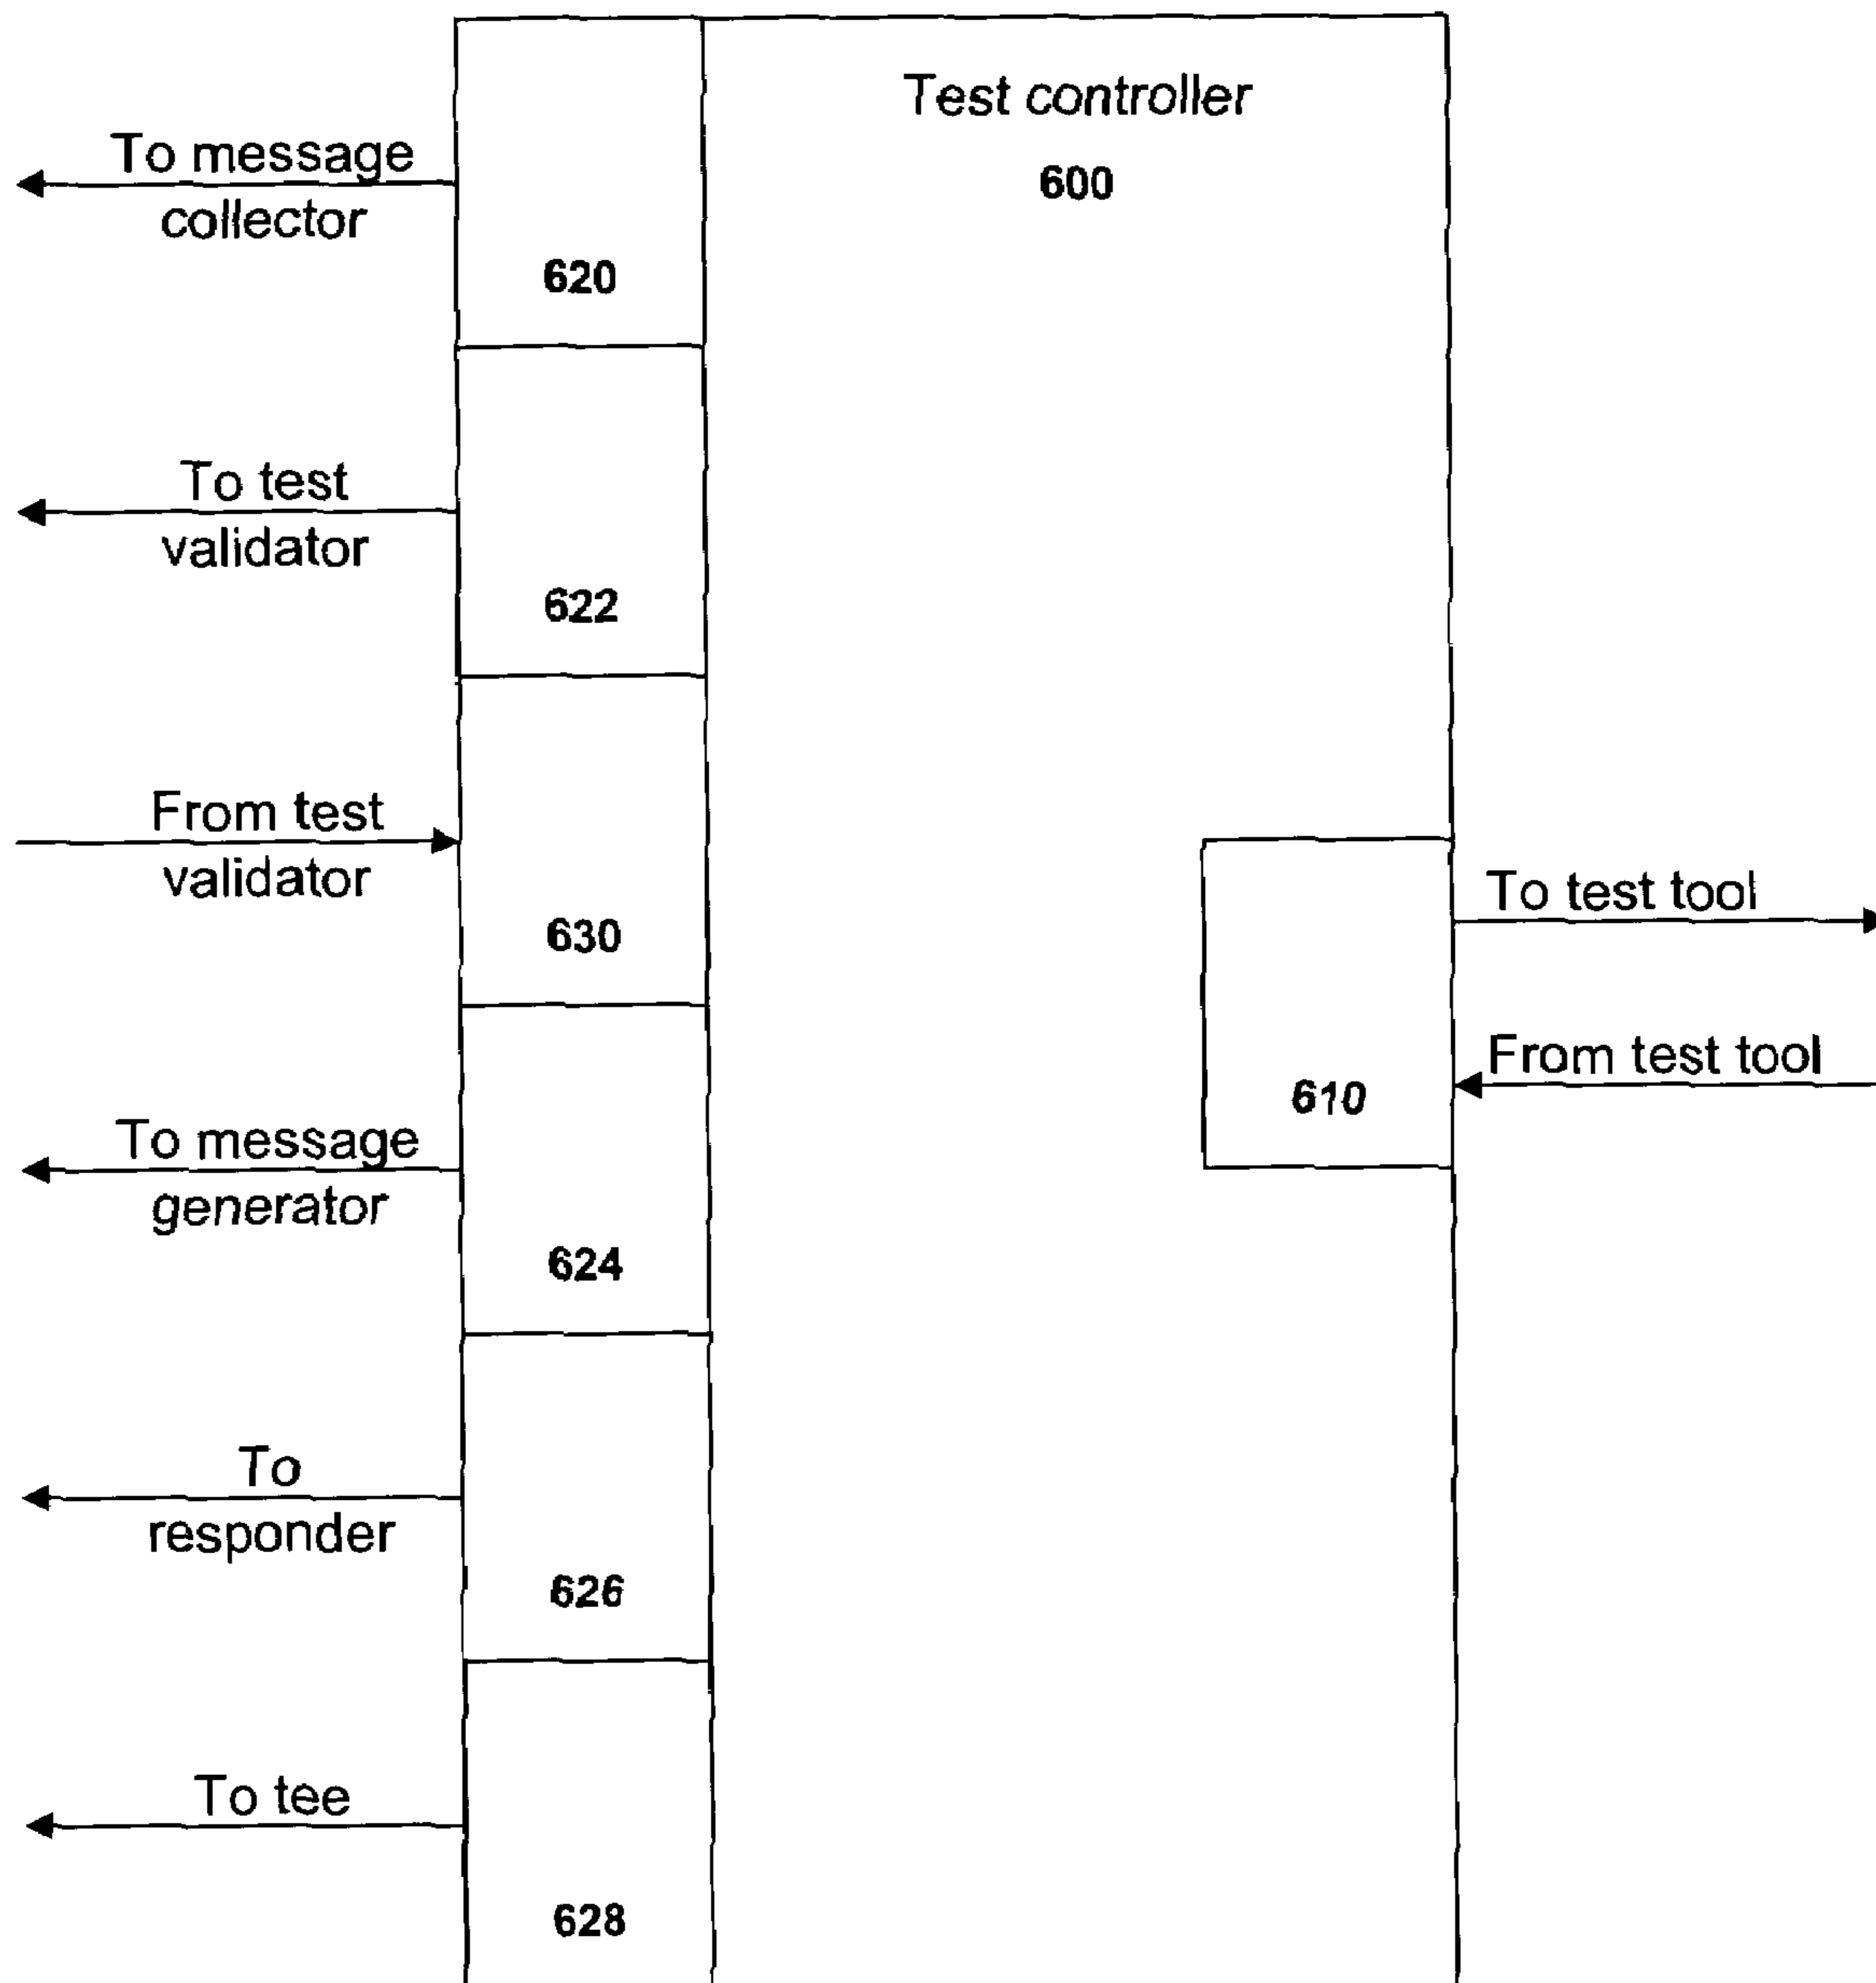 Test controller
600
To message
collector
620
To test
validator
622
From test
validator
630
To test tool
From test tool
610
To message
generator
624
To
responder
626
To tee
628